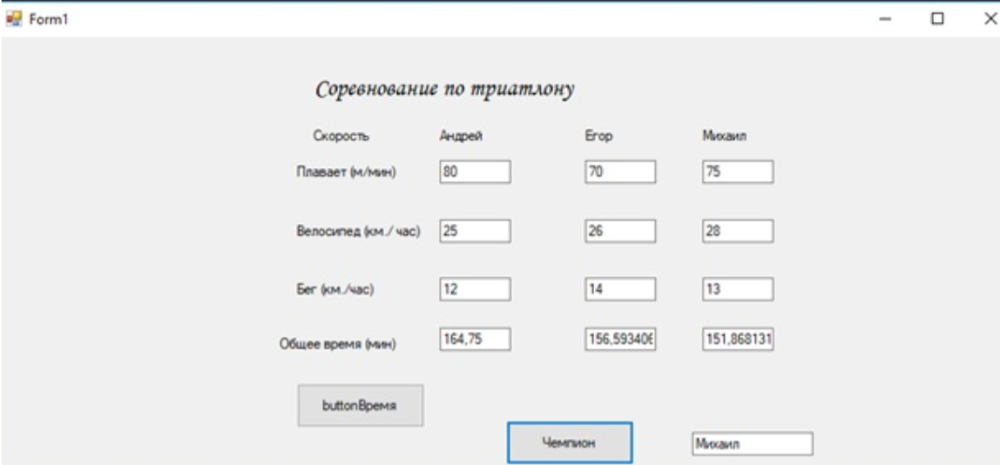 Form1
Соревнование по триатлону
Скорость Андрей Егор Михаил
Плавает (м/мин) 80 70 75
Велосипед (км./ час) 25 26 28
Бег (км./час) 12 14 13
Общее время (мин) 164,75 156,593406 151,868131
buttonВремя
Чемпион Михаил